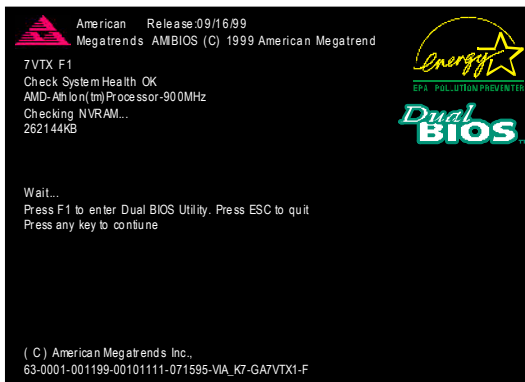 American Release:09/16/99
Megatrends AMIBIOS (C) 1999 American Megatrend
energy
EPA POLLUTION PREVENTER
7VTX F1
Check System Health OK
AMD-Athlon(tm)Processor-900MHz
Checking NVRAM...
262144KB
Dual
BIOS TM
Wait...
Press F1 to enter Dual BIOS Utility. Press ESC to quit
Press any key to contiune
( C ) American Megatrends Inc.,
63-0001-001199-00101111-071595-VIA_K7-GA7VTX1-F